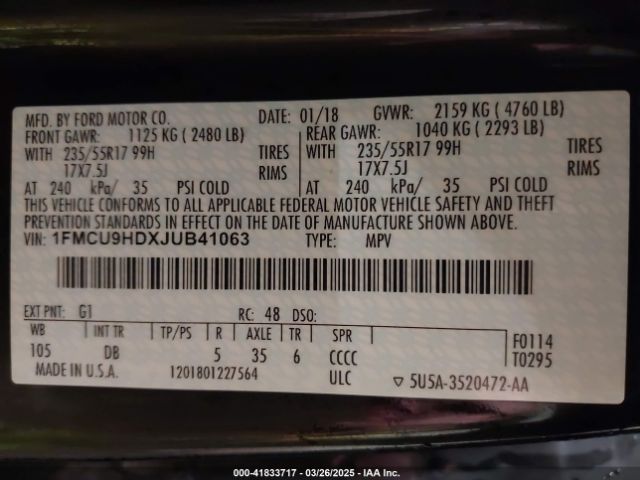 MFD. BY FORD MOTOR CO. DATE: 01/18 GVWR: 2159 KG ( 4760 LB)
FRONT GAWR: 1125 KG ( 2480 LB) REAR GAWR: 1040 KG ( 2293 LB)
WITH 235/55R17 99H TIRES WITH 235/55R17 99H TIRES
17X7.5J RIMS 17X7.5J RIMS
AT 240 kPa/ 35 PSI COLD AT 240 kPa/ 35 PSI COLD
THIS VEHICLE CONFORMS TO ALL APPLICABLE FEDERAL MOTOR VEHICLE SAFETY AND THEFT
PREVENTION STANDARDS IN EFFECT ON THE DATE OF MANUFACTURE SHOWN ABOVE.
VIN: 1FMCU9HDXJUB41063 TYPE: MPV
EXT PNT: G1 RC: 48 DSO:
WB INT TR TP/PS R AXLE TR SPR
105 DB 5 35 6 CCCC
F0114
T0295
MADE IN U.S.A. 1201801227564 ULC ▽ 5U5A-3520472-AA
000-41833717 | 03/26/2025 | IAA Inc.